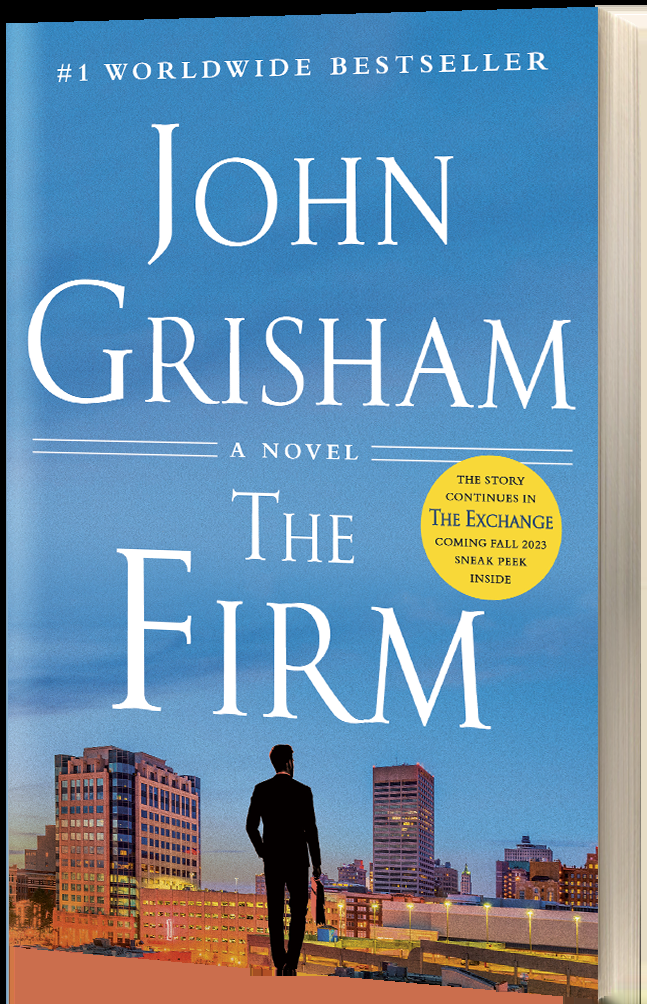 #1 WORLDWIDE BESTSELLER
JOHN
GRISHAM
A NOVEL
THE
FIRM
THE STORY
CONTINUES IN
THE EXCHANGE
COMING FALL 2023
SNEAK PEEK
INSIDE